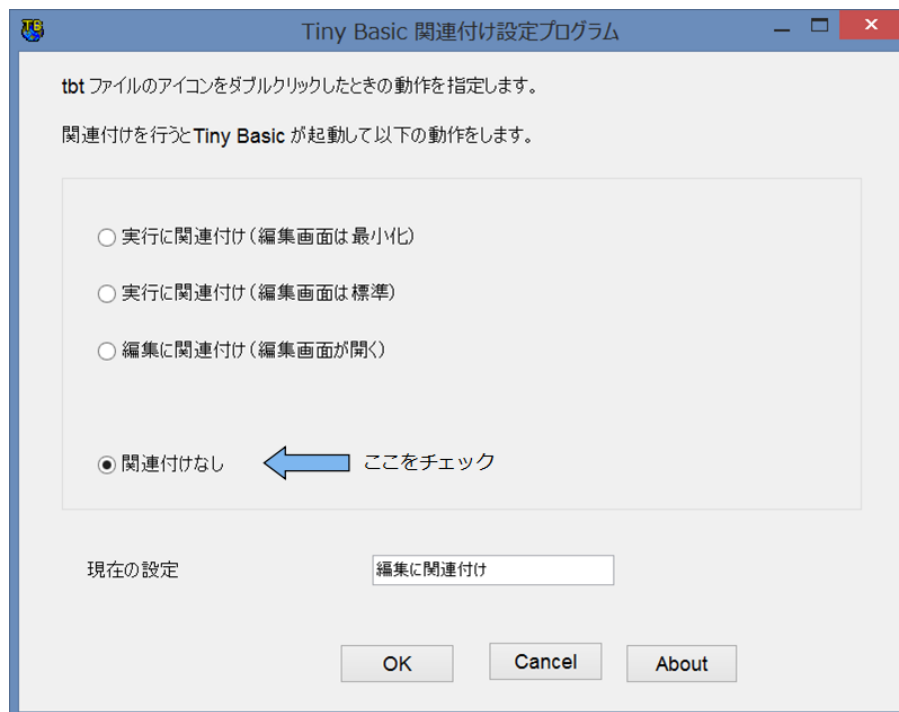 Tiny Basic 関連付け設定プログラム
tbt ファイルのアイコンをダブルクリックしたときの動作を指定します。
関連付けを行うとTiny Basic が起動して以下の動作をします。
実行に関連付け（編集画面は最小化）
実行に関連付け（編集画面は標準）
編集に関連付け（編集画面が開く）
関連付けなし ここをチェック
現在の設定 編集に関連付け
OK Cancel About